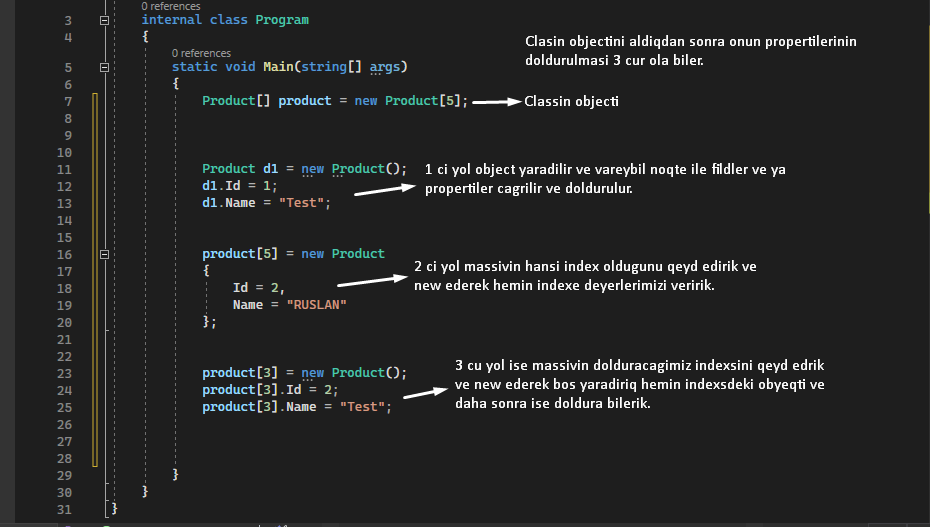 0 references
3 internal class Program
4 {
Clasin objectini aldiqdan sonra onun propertilerinin
doldurulmasi 3 cur ola biler.
0 references
5 static void Main(string[] args)
6 {
7 Product[] product = new Product[5]; Classin objecti
8
9
10
11 Product d1 = new Product();
12 d1.Id = 1;
13 d1.Name = "Test";
1 ci yol object yaradilir ve vareybil noqte ile fildler ve ya
propertiler cagrilir ve doldurulur.
14
15
16 product[5] = new Product
17 {
18 Id = 2,
19 Name = "RUSLAN"
20 };
2 ci yol massivin hansi index oldugunu qeyd edirik ve
new ederek hemin indexe deyerlerimizi veririk.
21
22
23 product[3] = new Product();
24 product[3].Id = 2;
25 product[3].Name = "Test";
3 cu yol ise massivin dolduracagimiz indexsini qeyd edrik
ve new ederek bos yaradiriq hemin indexsdeki obyeqti ve
daha sonra ise doldura bilerik.
26
27
28
29 }
30 }
31 }